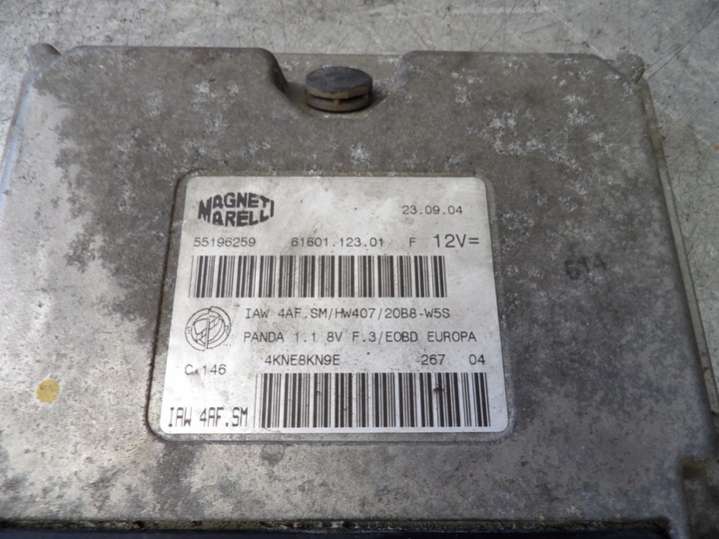 MAGNETI
MARELLI
23.09.04
55196259 61601.123.01 F 12V=
IAW 4AF.SM/HW407/20B8-W5S
PANDA 1.1 8V F.3/EOBD EUROPA
4KNE8KN9E 267 04
C×146
IAW 4AF.SM
614